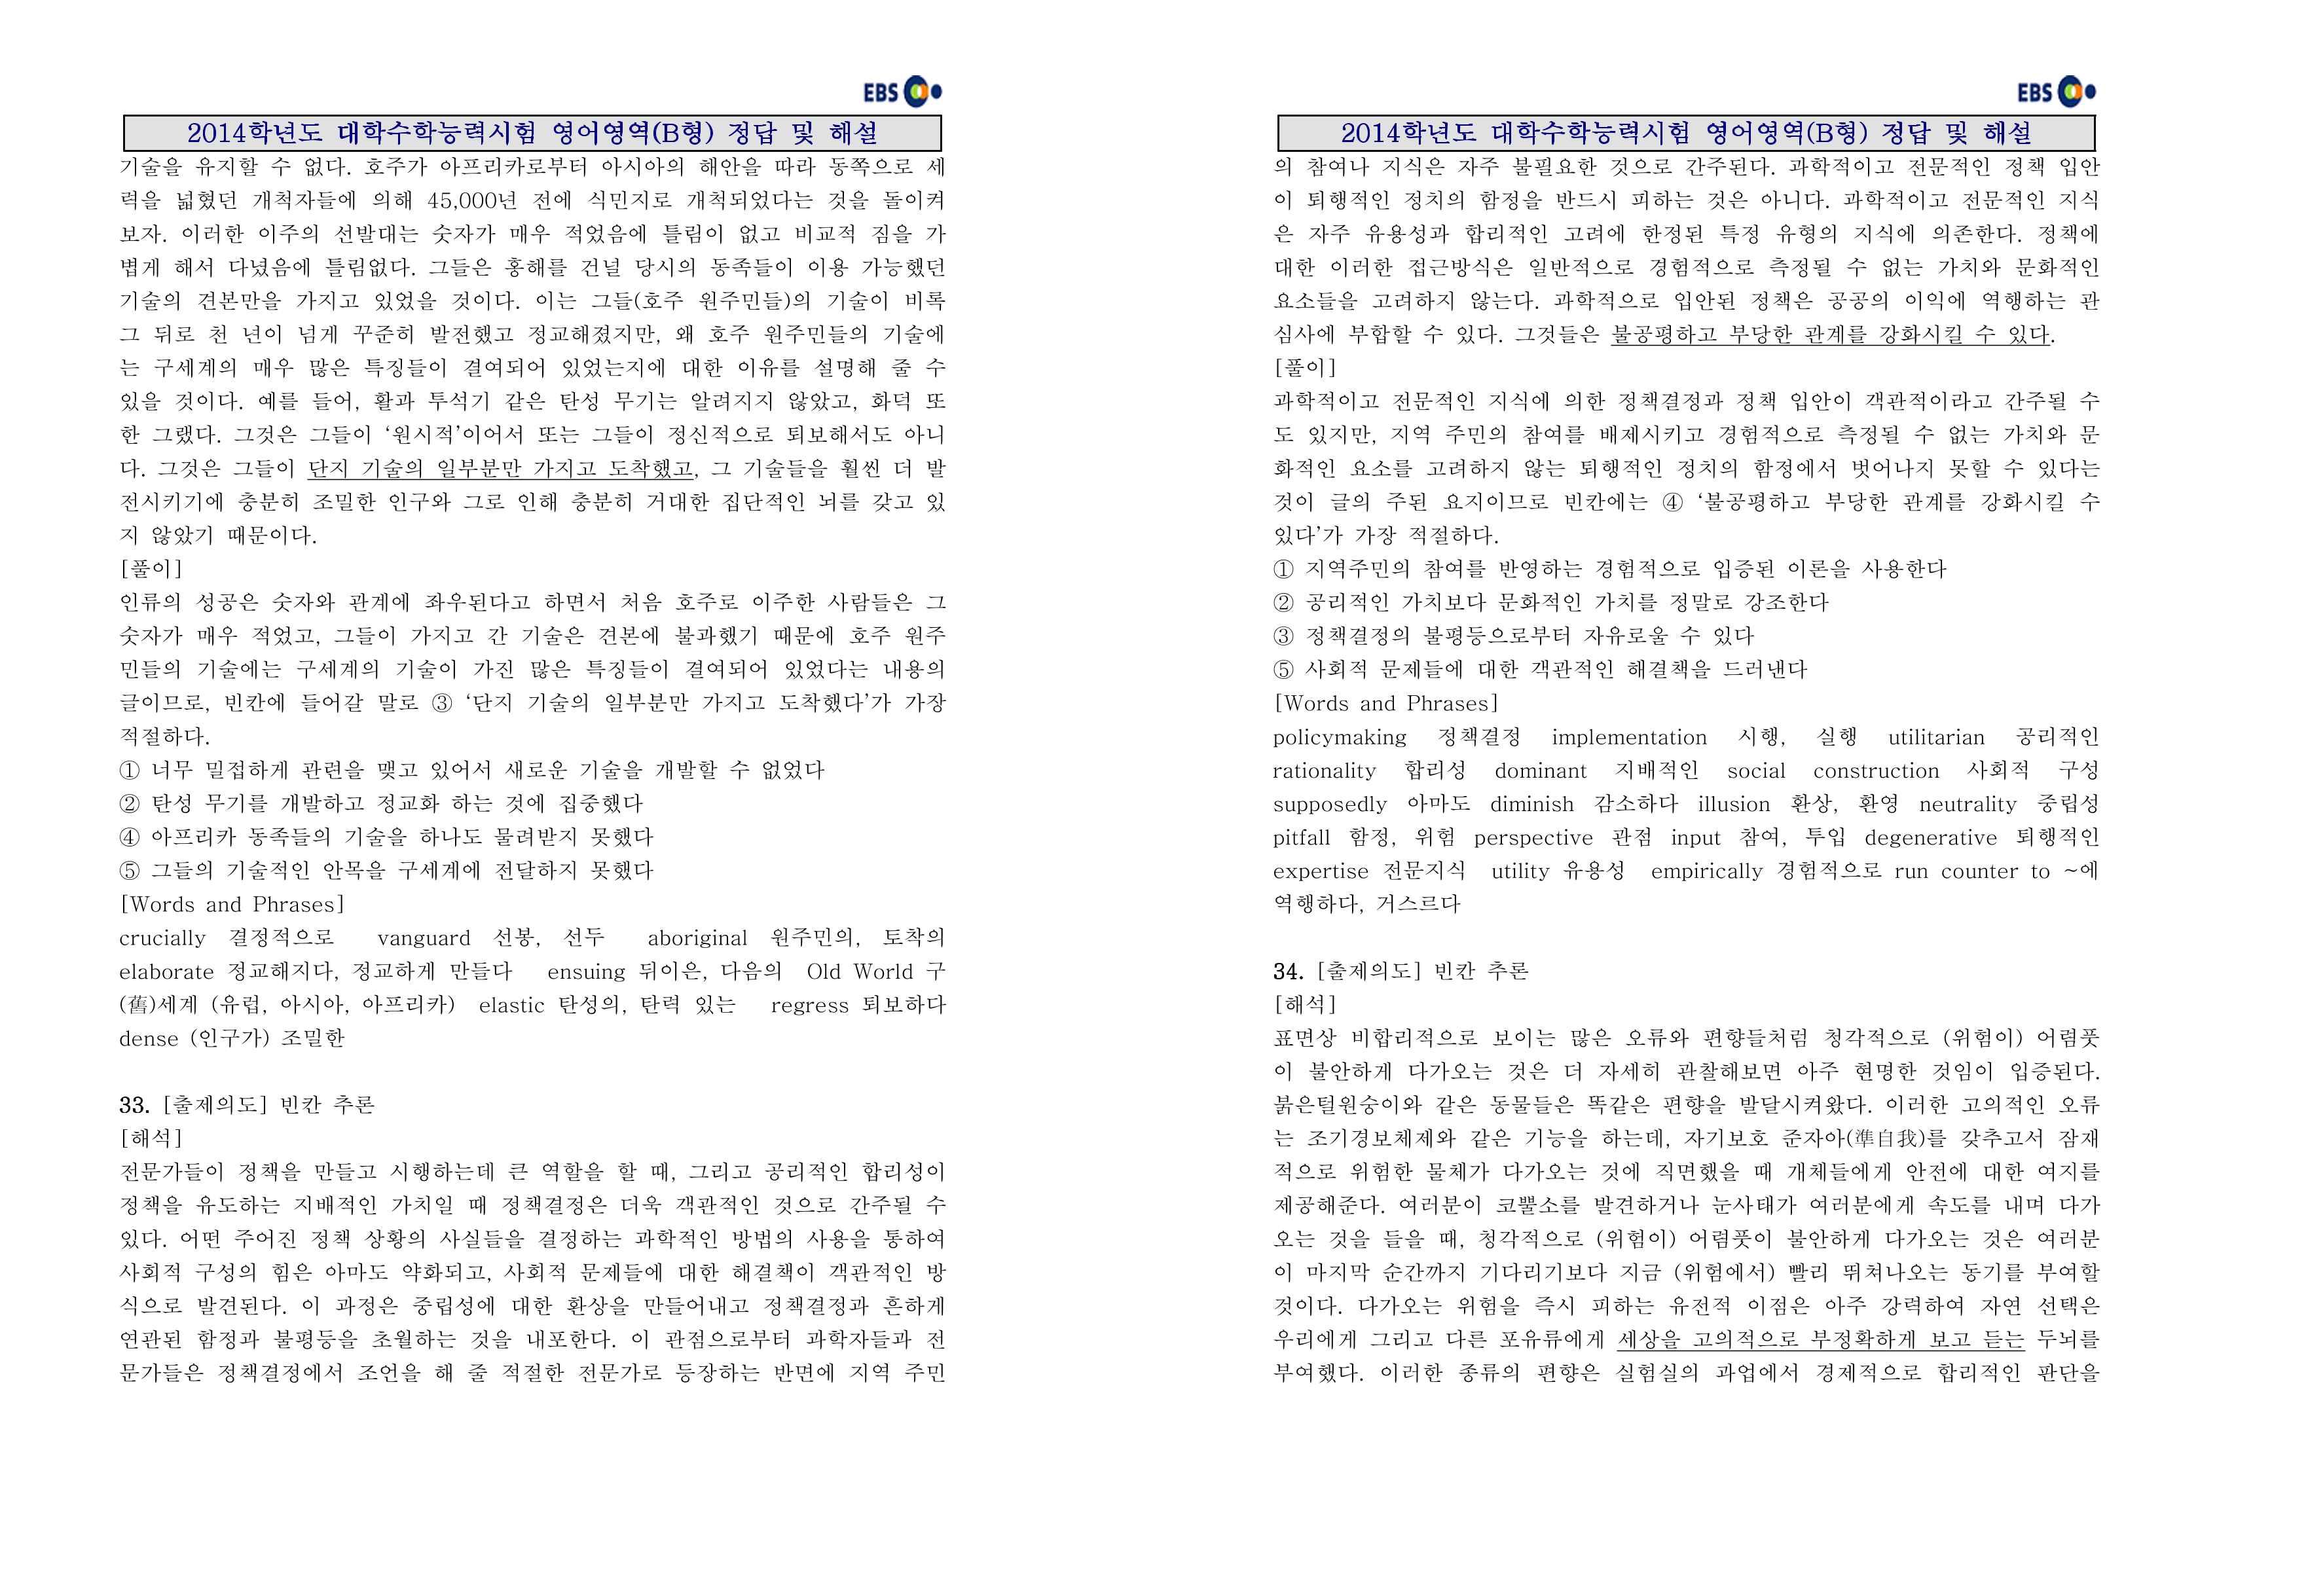 EBS
2014학년도 대학수학능력시험 영어영역(B형) 정답 및 해설
기술을 유지할 수 없다. 호주가 아프리카로부터 아시아의 해안을 따라 동쪽으로 세
력을 넓혔던 개척자들에 의해 45,000년 전에 식민지로 개척되었다는 것을 돌이켜
보자. 이러한 이주의 선발대는 숫자가 매우 적었음에 틀림이 없고 비교적 짐을 가
볍게 해서 다녔음에 틀림없다. 그들은 홍해를 건널 당시의 동족들이 이용 가능했던
기술의 견본만을 가지고 있었을 것이다. 이는 그들(호주 원주민들)의 기술이 비록
그 뒤로 천 년이 넘게 꾸준히 발전했고 정교해졌지만, 왜 호주 원주민들의 기술에
는 구세계의 매우 많은 특징들이 결여되어 있었는지에 대한 이유를 설명해 줄 수
있을 것이다. 예를 들어, 활과 투석기 같은 탄성 무기는 알려지지 않았고, 화덕 또
한 그랬다. 그것은 그들이 ‘원시적’이어서 또는 그들이 정신적으로 퇴보해서도 아니
다. 그것은 그들이 단지 기술의 일부분만 가지고 도착했고, 그 기술들을 훨씬 더 발
전시키기에 충분히 조밀한 인구와 그로 인해 충분히 거대한 집단적인 뇌를 갖고 있
지 않았기 때문이다.
[풀이]
인류의 성공은 숫자와 관계에 좌우된다고 하면서 처음 호주로 이주한 사람들은 그
숫자가 매우 적었고, 그들이 가지고 간 기술은 견본에 불과했기 때문에 호주 원주
민들의 기술에는 구세계의 기술이 가진 많은 특징들이 결여되어 있었다는 내용의
글이므로, 빈칸에 들어갈 말로 ③ ‘단지 기술의 일부분만 가지고 도착했다’가 가장
적절하다.
① 너무 밀접하게 관련을 맺고 있어서 새로운 기술을 개발할 수 없었다
② 탄성 무기를 개발하고 정교화 하는 것에 집중했다
④ 아프리카 동족들의 기술을 하나도 물려받지 못했다
⑤ 그들의 기술적인 안목을 구세계에 전달하지 못했다
[Words and Phrases]
crucially 결정적으로 vanguard 선봉, 선두 aboriginal 원주민의, 토착의
elaborate 정교해지다, 정교하게 만들다 ensuing 뒤이은, 다음의 Old World 구
(舊)세계 (유럽, 아시아, 아프리카) elastic 탄성의, 탄력 있는 regress 퇴보하다
dense (인구가) 조밀한
33. [출제의도] 빈칸 추론
[해석]
전문가들이 정책을 만들고 시행하는데 큰 역할을 할 때, 그리고 공리적인 합리성이
정책을 유도하는 지배적인 가치일 때 정책결정은 더욱 객관적인 것으로 간주될 수
있다. 어떤 주어진 정책 상황의 사실들을 결정하는 과학적인 방법의 사용을 통하여
사회적 구성의 힘은 아마도 약화되고, 사회적 문제들에 대한 해결책이 객관적인 방
식으로 발견된다. 이 과정은 중립성에 대한 환상을 만들어내고 정책결정과 흔하게
연관된 함정과 불평등을 초월하는 것을 내포한다. 이 관점으로부터 과학자들과 전
문가들은 정책결정에서 조언을 해 줄 적절한 전문가로 등장하는 반면에 지역 주민
EBS
2014학년도 대학수학능력시험 영어영역(B형) 정답 및 해설
의 참여나 지식은 자주 불필요한 것으로 간주된다. 과학적이고 전문적인 정책 입안
이 퇴행적인 정치의 함정을 반드시 피하는 것은 아니다. 과학적이고 전문적인 지식
은 자주 유용성과 합리적인 고려에 한정된 특정 유형의 지식에 의존한다. 정책에
대한 이러한 접근방식은 일반적으로 경험적으로 측정될 수 없는 가치와 문화적인
요소들을 고려하지 않는다. 과학적으로 입안된 정책은 공공의 이익에 역행하는 관
심사에 부합할 수 있다. 그것들은 불공평하고 부당한 관계를 강화시킬 수 있다.
[풀이]
과학적이고 전문적인 지식에 의한 정책결정과 정책 입안이 객관적이라고 간주될 수
도 있지만, 지역 주민의 참여를 배제시키고 경험적으로 측정될 수 없는 가치와 문
화적인 요소를 고려하지 않는 퇴행적인 정치의 함정에서 벗어나지 못할 수 있다는
것이 글의 주된 요지이므로 빈칸에는 ④ ‘불공평하고 부당한 관계를 강화시킬 수
있다’가 가장 적절하다.
① 지역주민의 참여를 반영하는 경험적으로 입증된 이론을 사용한다
② 공리적인 가치보다 문화적인 가치를 정말로 강조한다
③ 정책결정의 불평등으로부터 자유로울 수 있다
⑤ 사회적 문제들에 대한 객관적인 해결책을 드러낸다
[Words and Phrases]
policymaking 정책결정 implementation 시행, 실행 utilitarian 공리적인
rationality 합리성 dominant 지배적인 social construction 사회적 구성
supposedly 아마도 diminish 감소하다 illusion 환상, 환영 neutrality 중립성
pitfall 함정, 위험 perspective 관점 input 참여, 투입 degenerative 퇴행적인
expertise 전문지식 utility 유용성 empirically 경험적으로 run counter to ~에
역행하다, 거스르다
34. [출제의도] 빈칸 추론
[해석]
표면상 비합리적으로 보이는 많은 오류와 편향들처럼 청각적으로 (위험이) 어렴풋
이 불안하게 다가오는 것은 더 자세히 관찰해보면 아주 현명한 것임이 입증된다.
붉은털원숭이와 같은 동물들은 똑같은 편향을 발달시켜왔다. 이러한 고의적인 오류
는 조기경보체제와 같은 기능을 하는데, 자기보호 준자아(準自我)를 갖추고서 잠재
적으로 위험한 물체가 다가오는 것에 직면했을 때 개체들에게 안전에 대한 여지를
제공해준다. 여러분이 코뿔소를 발견하거나 눈사태가 여러분에게 속도를 내며 다가
오는 것을 들을 때, 청각적으로 (위험이) 어렴풋이 불안하게 다가오는 것은 여러분
이 마지막 순간까지 기다리기보다 지금 (위험에서) 빨리 뛰쳐나오는 동기를 부여할
것이다. 다가오는 위험을 즉시 피하는 유전적 이점은 아주 강력하여 자연 선택은
우리에게 그리고 다른 포유류에게 세상을 고의적으로 부정확하게 보고 듣는 두뇌를
부여했다. 이러한 종류의 편향은 실험실의 과업에서 경제적으로 합리적인 판단을